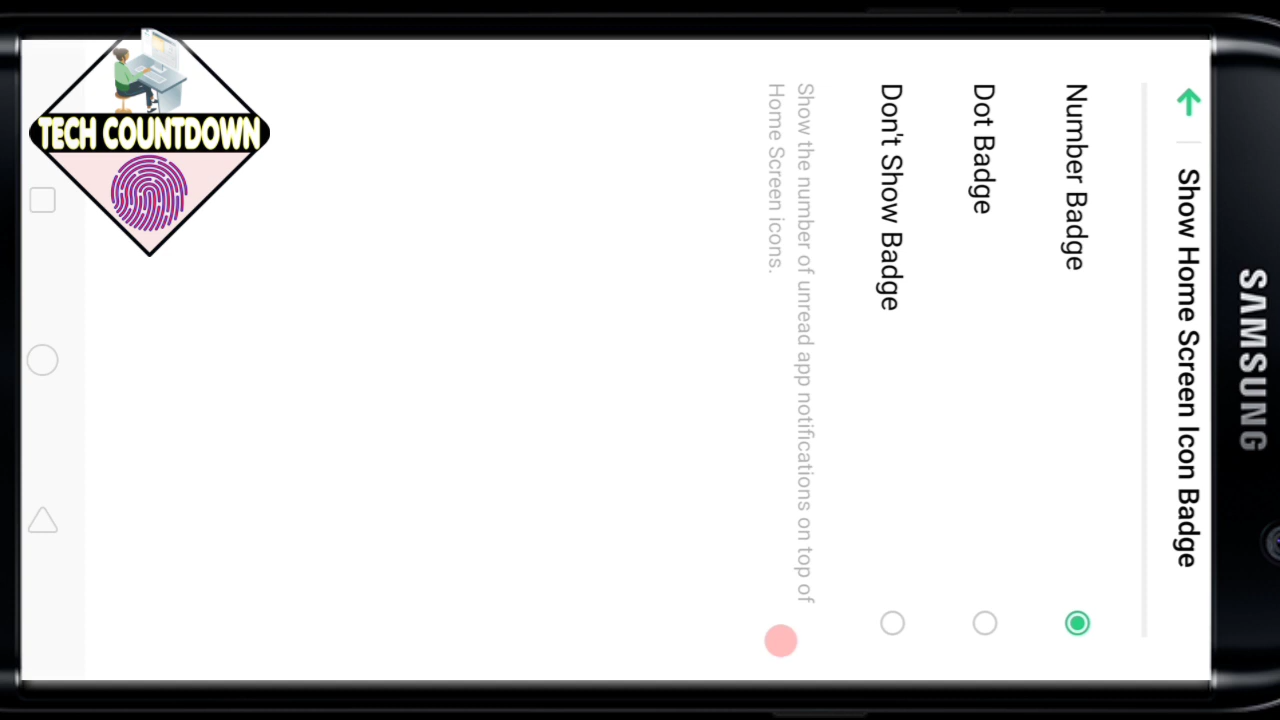 SAMSUNG
Show Home Screen Icon Badge
Number Badge
Dot Badge
Don't Show Badge
Show the number of unread app notifications on top of
Home Screen icons.
TECH COUNTDOWN